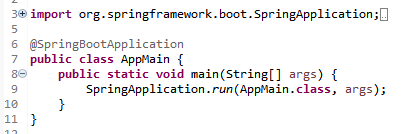 3 import org.springframework.boot.SpringApplication;
5
6 @SpringBootApplication
7 public class AppMain {
8     public static void main(String[] args) {
9         SpringApplication.run(AppMain.class, args);
10     }
11 }